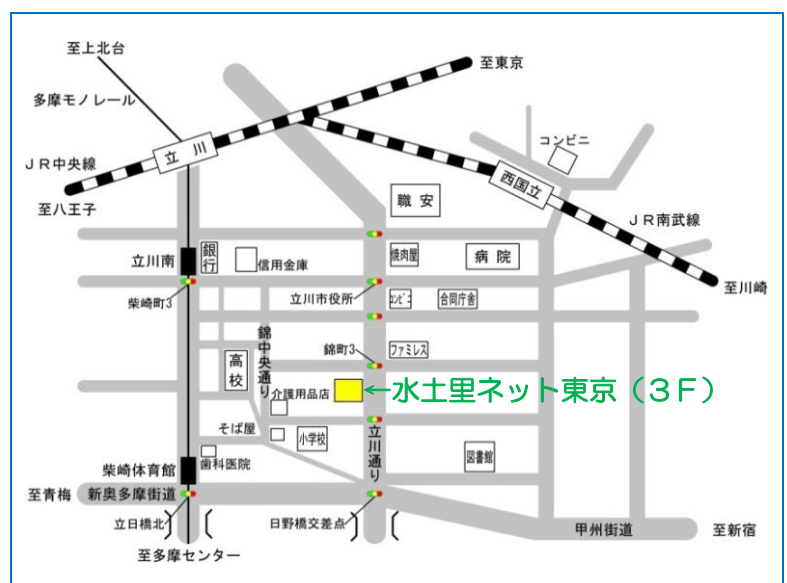 至上北台
至東京
多摩モノレール
コンビニ
立 川
ＪＲ中央線
西国立
至八王子
職 安
ＪＲ南武線
銀行
焼肉屋
病 院
立川南
信用金庫
至川崎
柴崎町3
立川市役所
ｺﾝﾋﾞﾆ
合同庁舎
錦中央通り
錦町3
ファミレス
高校
介護用品店
←水土里ネット東京（３Ｆ）
そば屋
小学校
立川通り
図書館
柴崎体育館
歯科医院
至青梅
新奥多摩街道
立日橋北
日野橋交差点
甲州街道
至新宿
至多摩センター